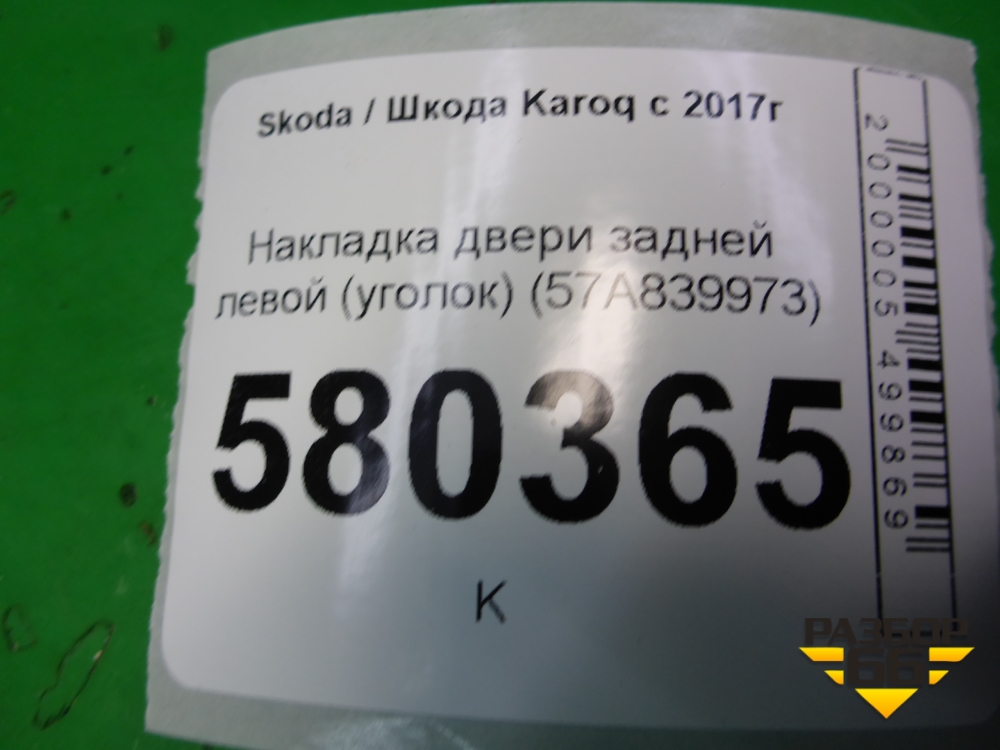 Skoda / Шкода Karoq с 2017г
Накладка двери задней
левой (уголок) (57A839973)
580365
К
2000005499869
РАЗБОР
66